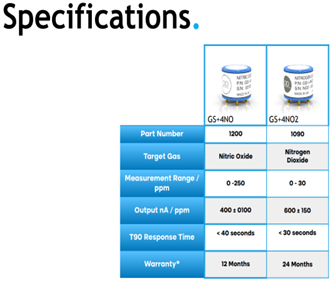 Specifications.
GS+4NO GS+4NO2
Part Number 1200 1090
Target Gas Nitric Oxide Nitrogen
Dioxide
Measurement Range /
ppm 0 -250 0 - 30
Output nA / ppm 400 ± 0100 600 ± 150
T90 Response Time < 40 seconds < 30 seconds
Warranty* 12 Months 24 Months